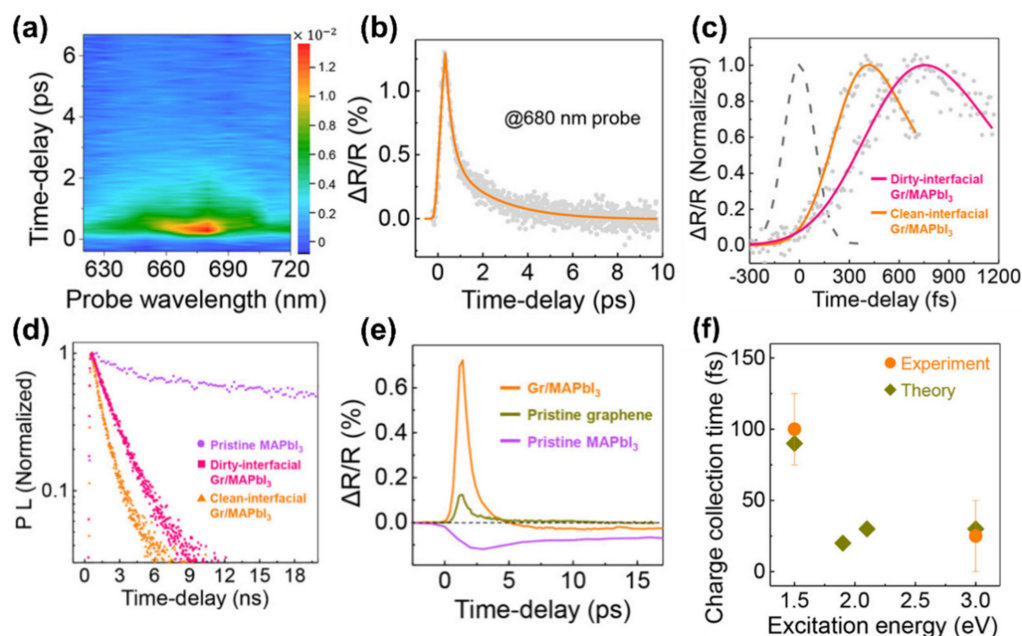 (a)
× 10⁻²
Time-delay (ps)
6
4
2
0
1.2
1.0
0.8
0.6
0.4
0.2
0
630 660 690 720
Probe wavelength (nm)
(b)
ΔR/R (%)
1.0
0.5
0.0
@680 nm probe
0 2 4 6 8 10
Time-delay (ps)
(c)
ΔR/R (Normalized)
1.0
0.8
0.6
0.4
0.2
0.0
Dirty-interfacial
Gr/MAPbI₃
Clean-interfacial
Gr/MAPbI₃
-300 0 300 600 900 1200
Time-delay (fs)
(d)
P L (Normalized)
1
0.1
Pristine MAPbI₃
Dirty-interfacial
Gr/MAPbI₃
Clean-interfacial
Gr/MAPbI₃
0 3 6 9 12 15 18
Time-delay (ns)
(e)
ΔR/R (%)
0.8
0.6
0.4
0.2
0.0
Gr/MAPbI₃
Pristine graphene
Pristine MAPbI₃
0 5 10 15
Time-delay (ps)
(f)
Charge collection time (fs)
150
100
50
0
Experiment
Theory
1.5 2.0 2.5 3.0
Excitation energy (eV)